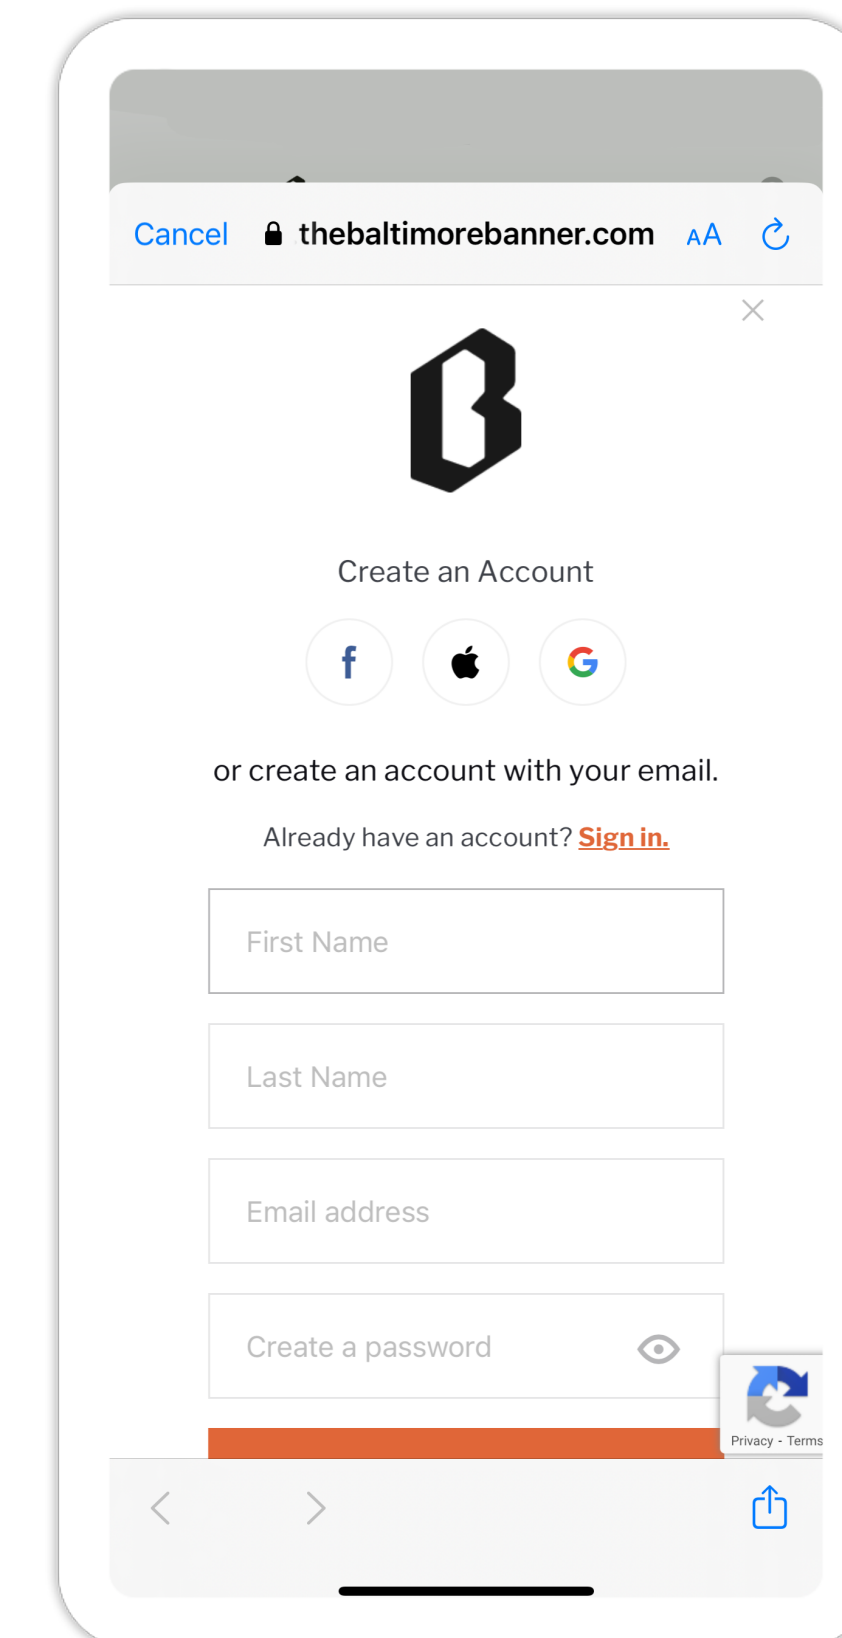 Cancel thebaltimorebanner.com AA
Create an Account
or create an account with your email.
Already have an account? Sign in.
First Name
Last Name
Email address
Create a password
Privacy - Terms